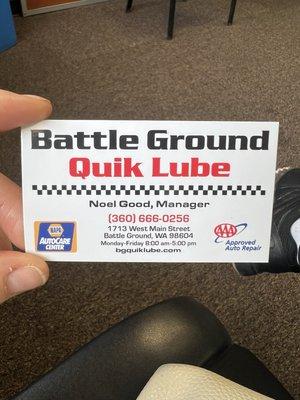 Battle Ground
Quik Lube
Noel Good, Manager
(360) 666-0256
1713 West Main Street
Battle Ground, WA 98604
Monday-Friday 8:00 am-5:00 pm
bgquiklube.com
NAPA
AutoCARE
CENTER
AAA
Approved
Auto Repair